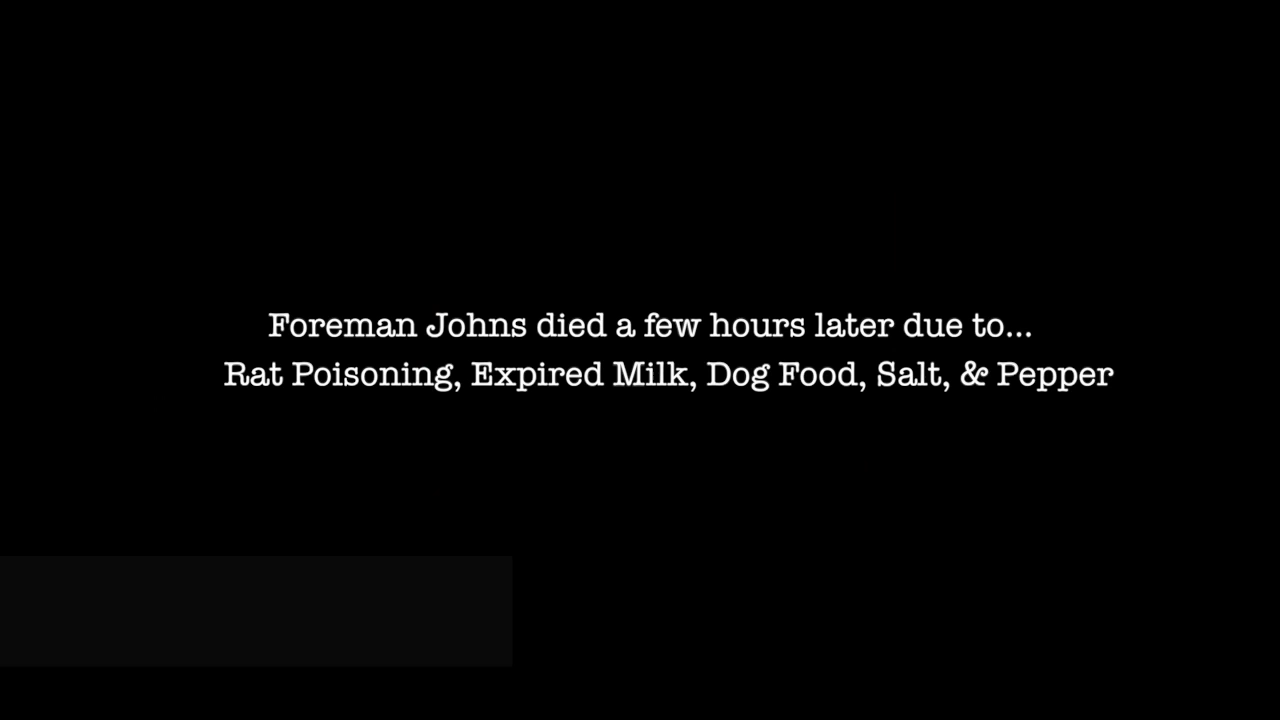 Foreman Johns died a few hours later due to...
Rat Poisoning, Expired Milk, Dog Food, Salt, & Pepper